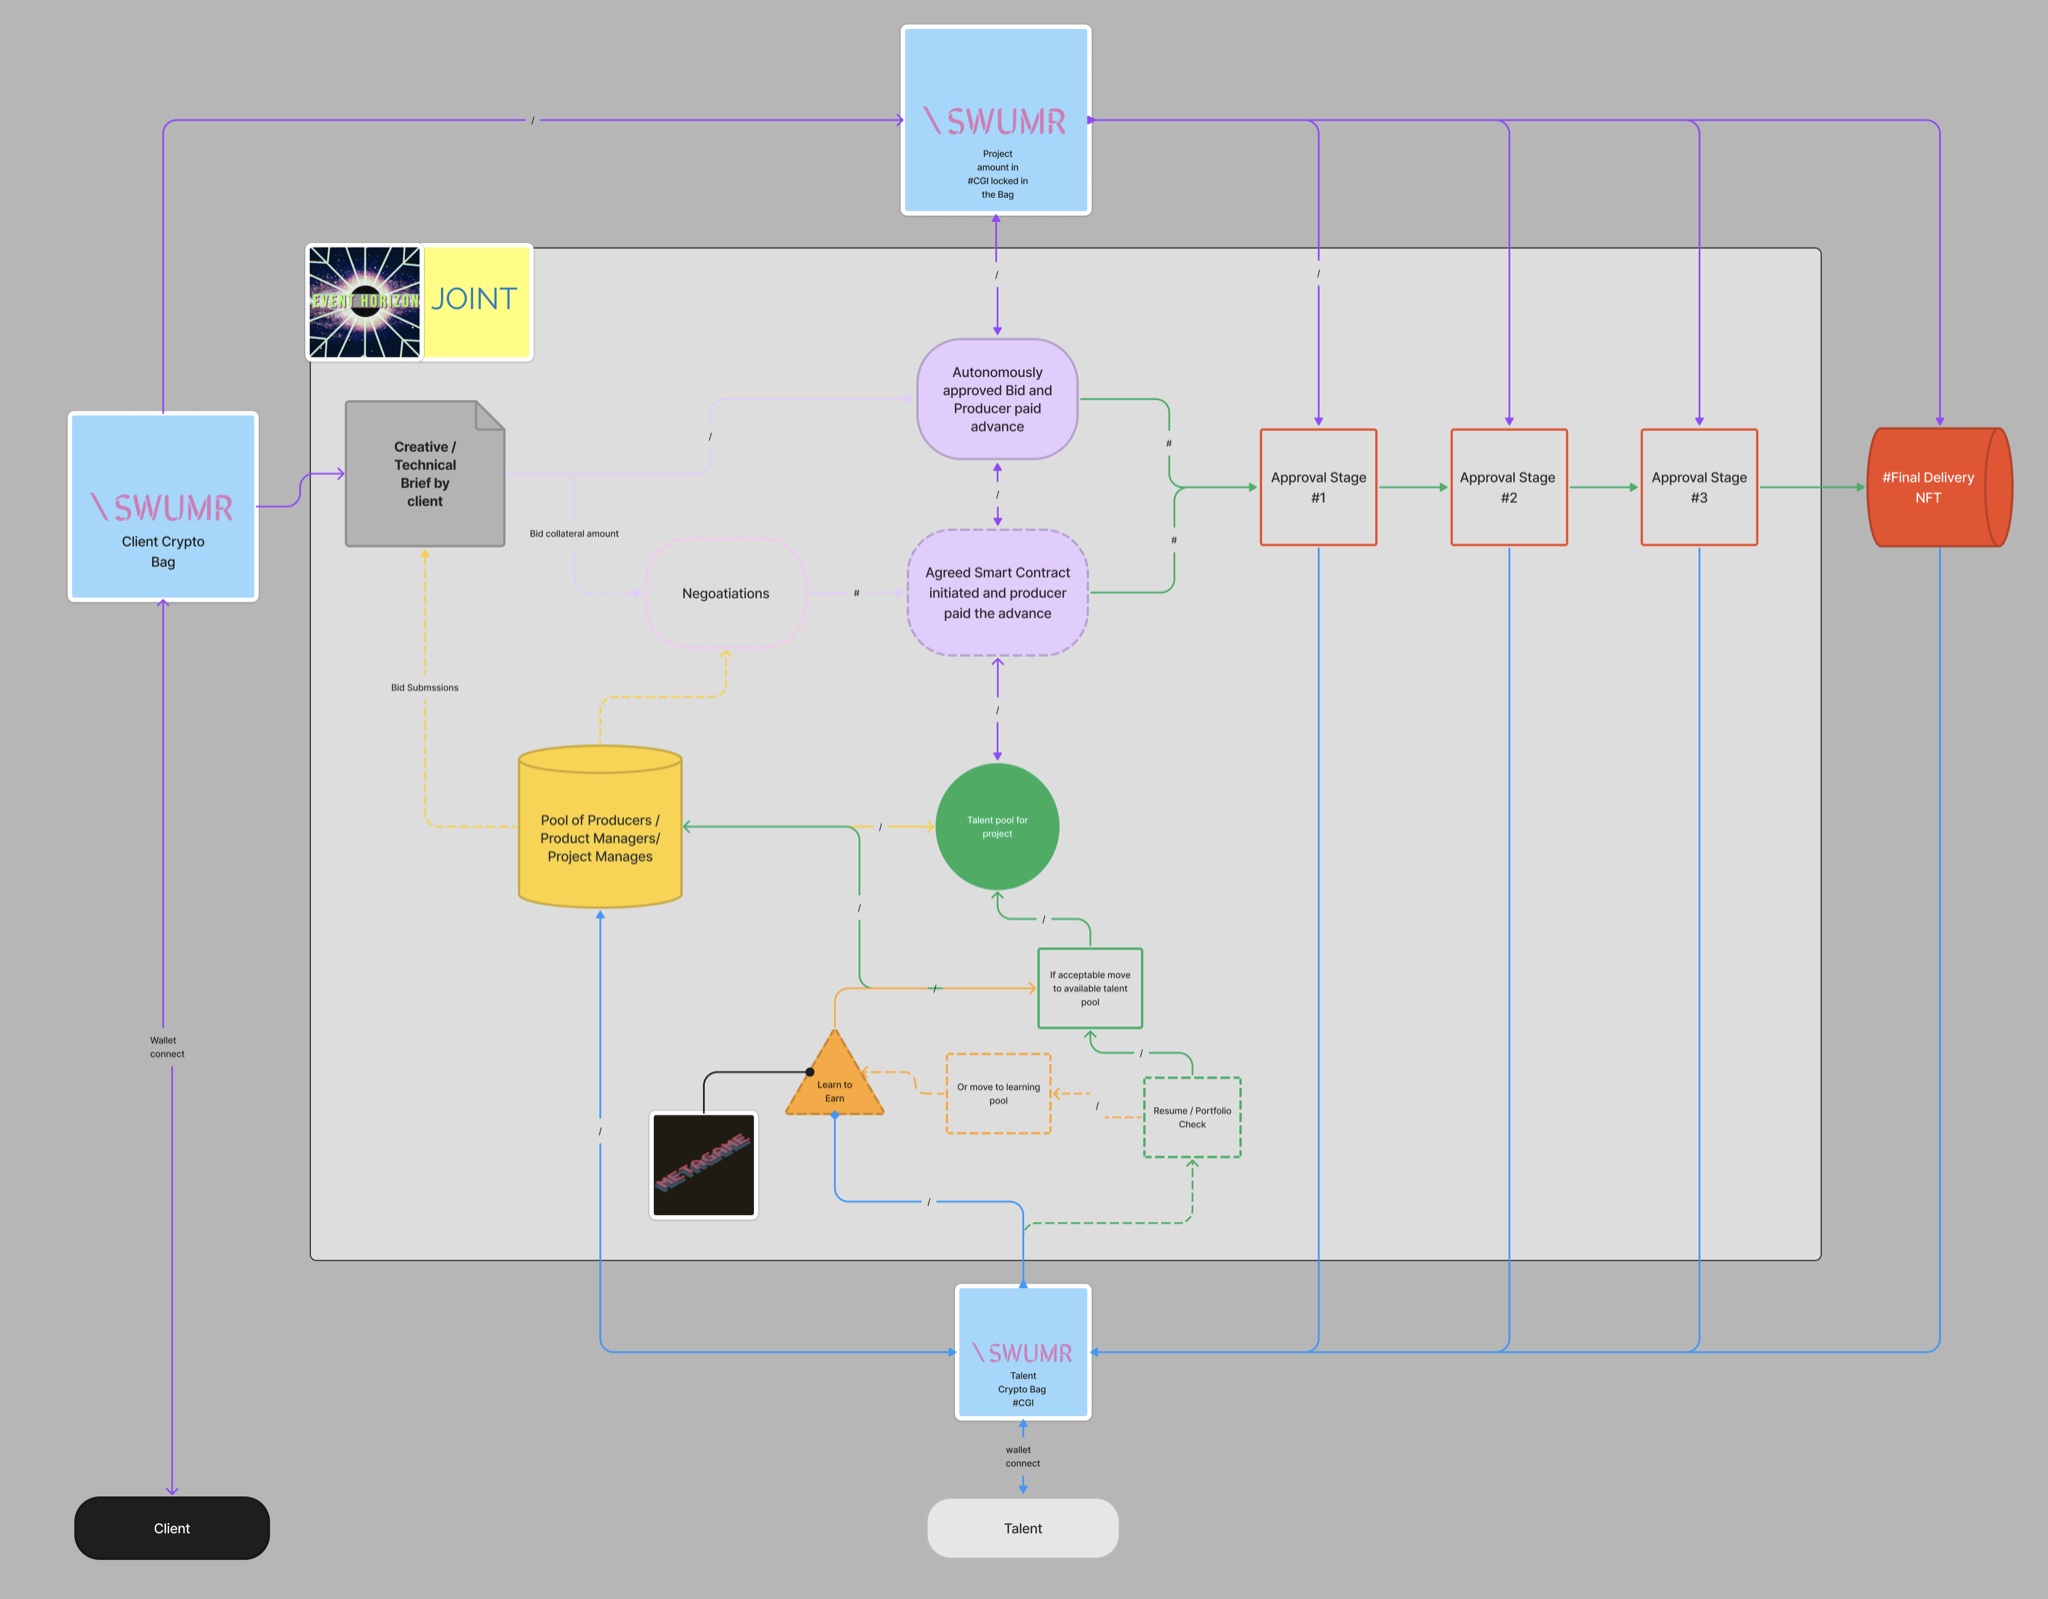 \SWUMR
Project
amount in
#CGI locked in
the Bag
/
/
/
EVENT HORIZON
JOINT
Autonomously
approved Bid and
Producer paid
advance
Creative /
Technical
Brief by
client
/
#
Approval Stage
#1
Approval Stage
#2
Approval Stage
#3
#Final Delivery
NFT
\SWUMR
Client Crypto
Bag
/
Bid collateral amount
#
Negoatiations
#
Agreed Smart Contract
initiated and producer
paid the advance
Bid Submssions
/
Pool of Producers /
Product Managers/
Project Manages
/
Talent pool for
project
/
/
If acceptable move
to available talent
pool
/
Wallet
connect
/
Learn to
Earn
Or move to learning
pool
/
Resume / Portfolio
Check
/
METAGAME
/
\SWUMR
Talent
Crypto Bag
#CGI
wallet
connect
Client
Talent